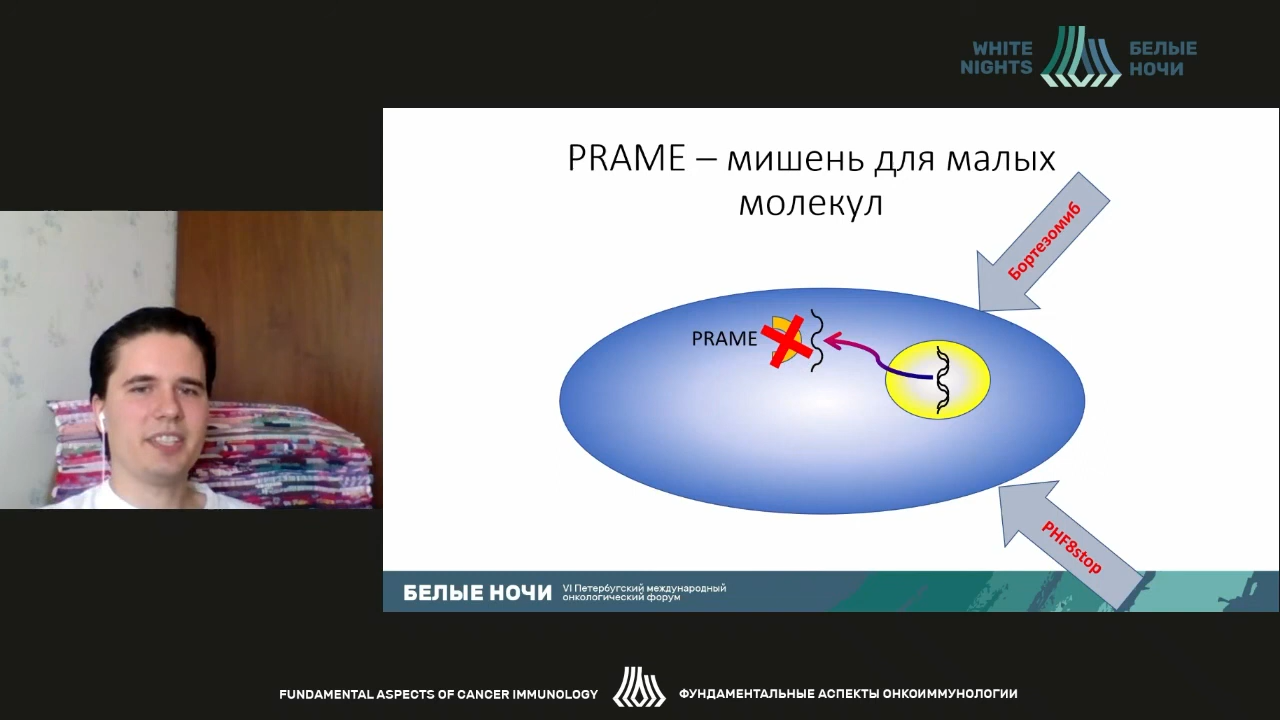 WHITE
NIGHTS
БЕЛЫЕ
НОЧИ
PRAME – мишень для малых
молекул
Бортезомиб
PRAME
PHF8stop
БЕЛЫЕ НОЧИ
VI Петербугский международный
онкологический форум
FUNDAMENTAL ASPECTS OF CANCER IMMUNOLOGY
ФУНДАМЕНТАЛЬНЫЕ АСПЕКТЫ ОНКОИММУНОЛОГИИ